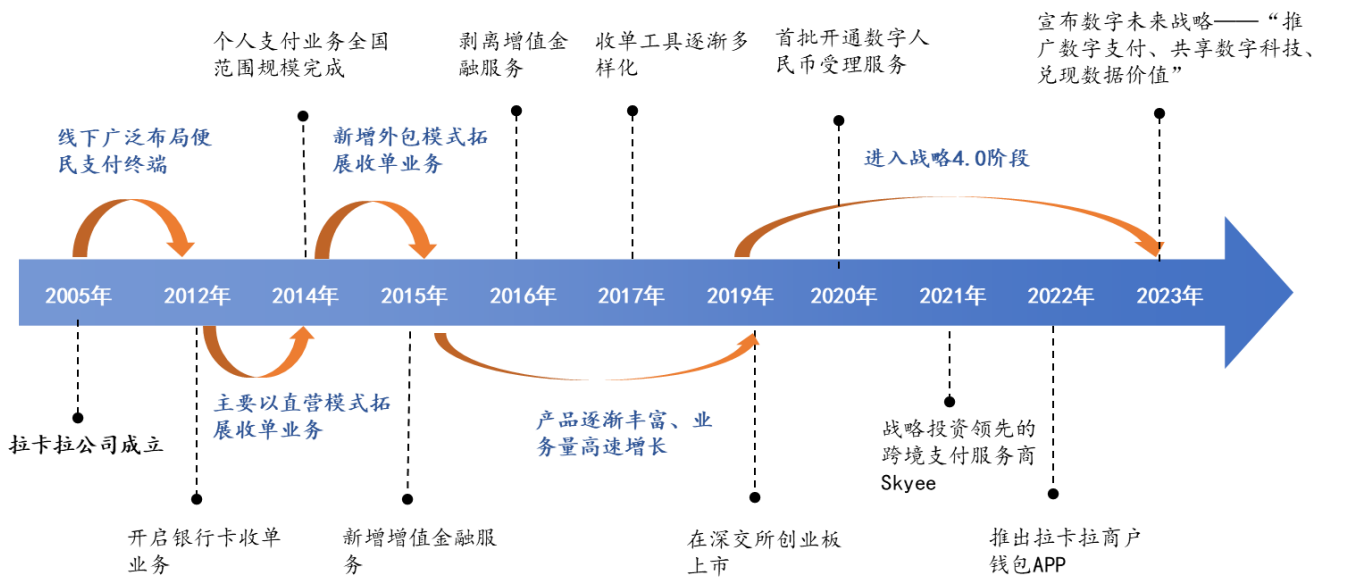 个人支付业务全国
范围规模完成
剥离增值金
融服务
收单工具逐渐多
样化
首批开通数字人
民币受理服务
宣布数字未来战略——“推
广数字支付、共享数字科技、
兑现数据价值”
线下广泛布局便
民支付终端
新增外包模式拓
展收单业务
进入战略4.0阶段
2005年
2012年
2014年
2015年
2016年
2017年
2019年
2020年
2021年
2022年
2023年
拉卡拉公司成立
主要以直营模式拓
展收单业务
产品逐渐丰富、业
务量高速增长
战略投资领先的
跨境支付服务商
Skyee
开启银行卡收单
业务
新增增值金融服
务
在深交所创业板
上市
推出拉卡拉商户
钱包APP